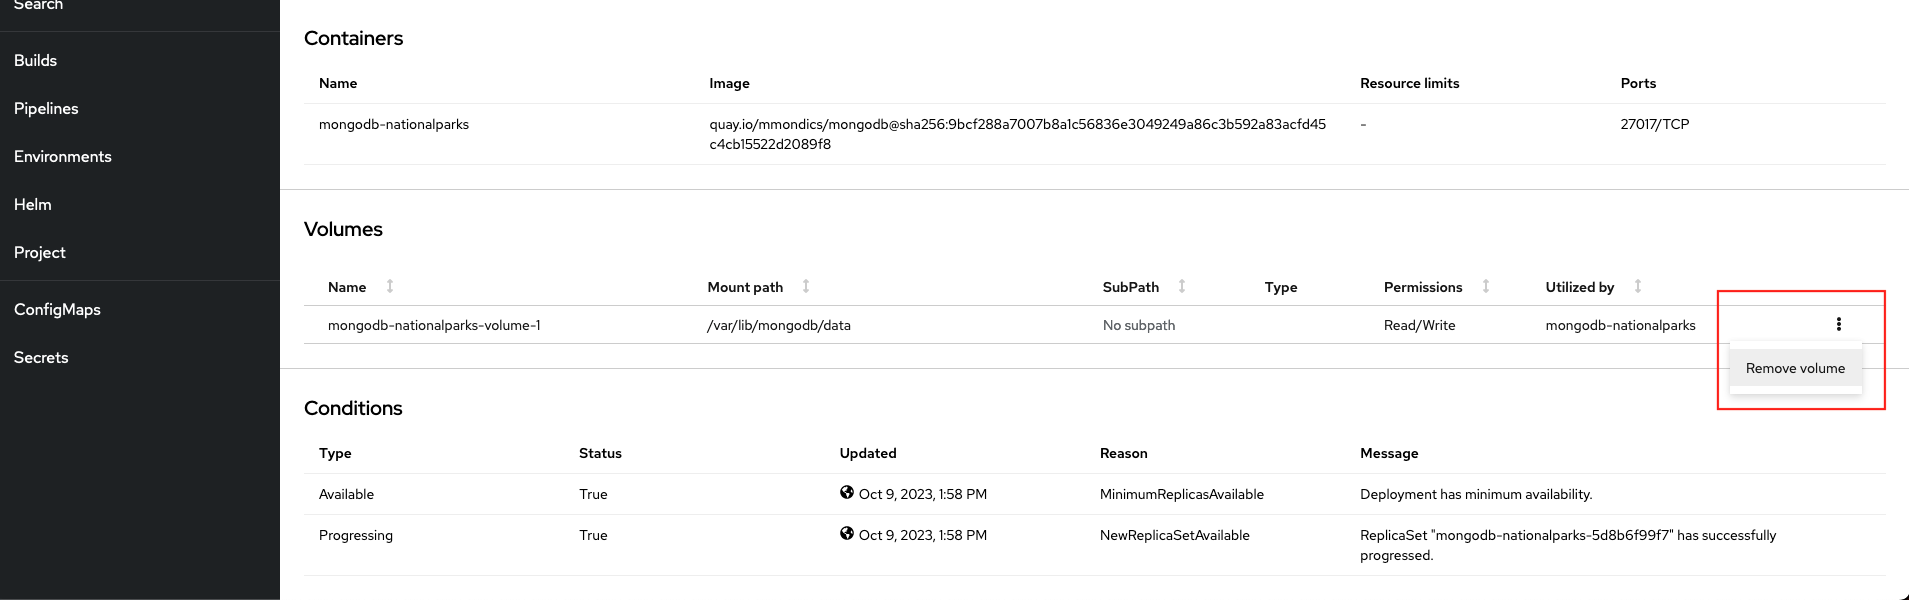 Search
Builds
Pipelines
Environments
Helm
Project
ConfigMaps
Secrets
Containers
Name Image Resource limits Ports
mongodb-nationalparks quay.io/mmondics/mongodb@sha256:9bcf288a7007b8a1c56836e3049249a86c3b592a83acfd45 - 27017/TCP
c4cb15522d2089f8
Volumes
Name Mount path SubPath Type Permissions Utilized by
mongodb-nationalparks-volume-1 /var/lib/mongodb/data No subpath Read/Write mongodb-nationalparks
Remove volume
Conditions
Type Status Updated Reason Message
Available True Oct 9, 2023, 1:58 PM MinimumReplicasAvailable Deployment has minimum availability.
Progressing True Oct 9, 2023, 1:58 PM NewReplicaSetAvailable ReplicaSet "mongodb-nationalparks-5d8b6f99f7" has successfully
progressed.